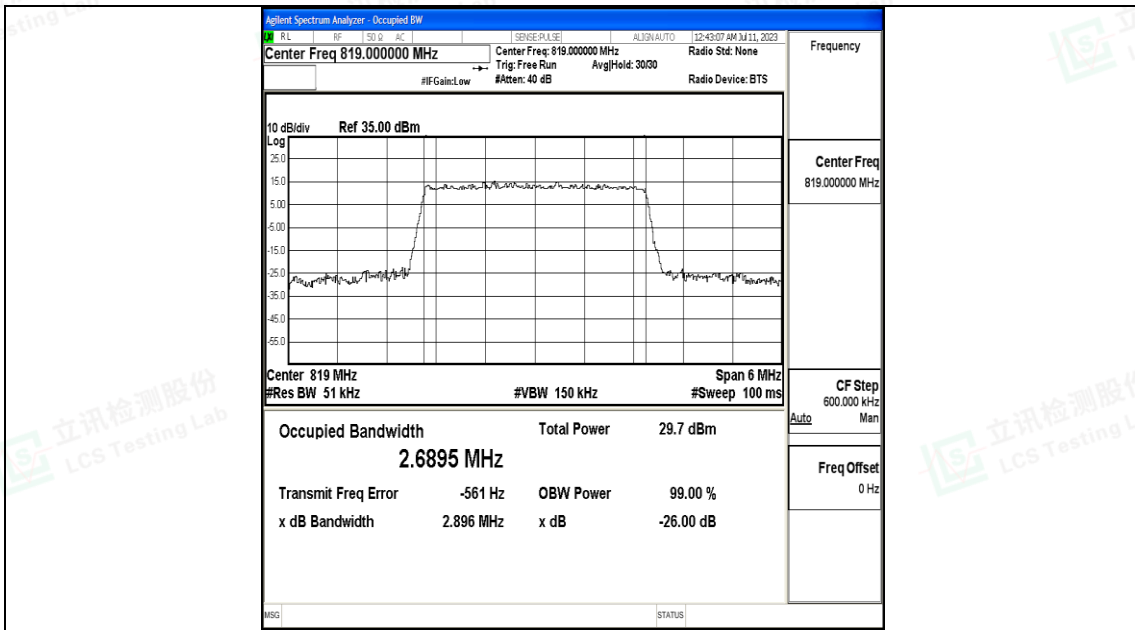 Agilent Spectrum Analyzer - Occupied BW
RL RF 50 Ω AC SENSE:PULSE ALIGN AUTO 12:43:07 AM Jul 11, 2023
Center Freq 819.000000 MHz
Center Freq: 819.000000 MHz
Radio Std: None
Trig: Free Run Avg|Hold: 30/30
#IFGain:Low #Atten: 40 dB Radio Device: BTS
Frequency
10 dB/div Ref 35.00 dBm
Log
25.0
15.0
5.00
-5.00
-15.0
-25.0
-35.0
-45.0
-55.0
Center Freq
819.000000 MHz
Center 819 MHz Span 6 MHz
#Res BW 51 kHz #VBW 150 kHz #Sweep 100 ms
CF Step
600.000 kHz
Auto Man
Occupied Bandwidth Total Power 29.7 dBm
2.6895 MHz
Freq Offset
0 Hz
Transmit Freq Error -561 Hz OBW Power 99.00 %
x dB Bandwidth 2.896 MHz x dB -26.00 dB
MSG STATUS
立讯检测股份
LCS Testing Lab
立讯检测股份